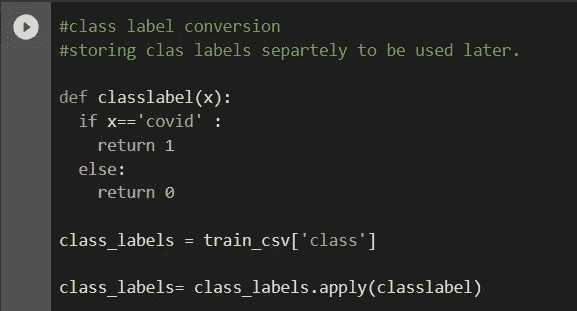 #class label conversion
#storing clas labels separtely to be used later.
def classlabel(x):
if x=='covid' :
return 1
else:
return 0
class_labels = train_csv['class']
class_labels= class_labels.apply(classlabel)